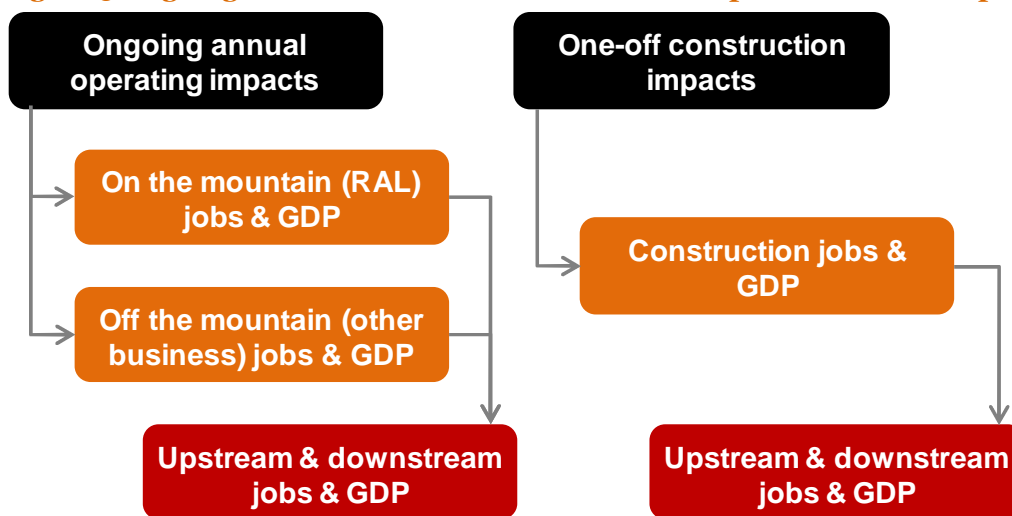 Ongoing annual
operating impacts
One-off construction
impacts
On the mountain (RAL)
jobs & GDP
Construction jobs &
GDP
Off the mountain (other
business) jobs & GDP
Upstream & downstream
jobs & GDP
Upstream & downstream
jobs & GDP